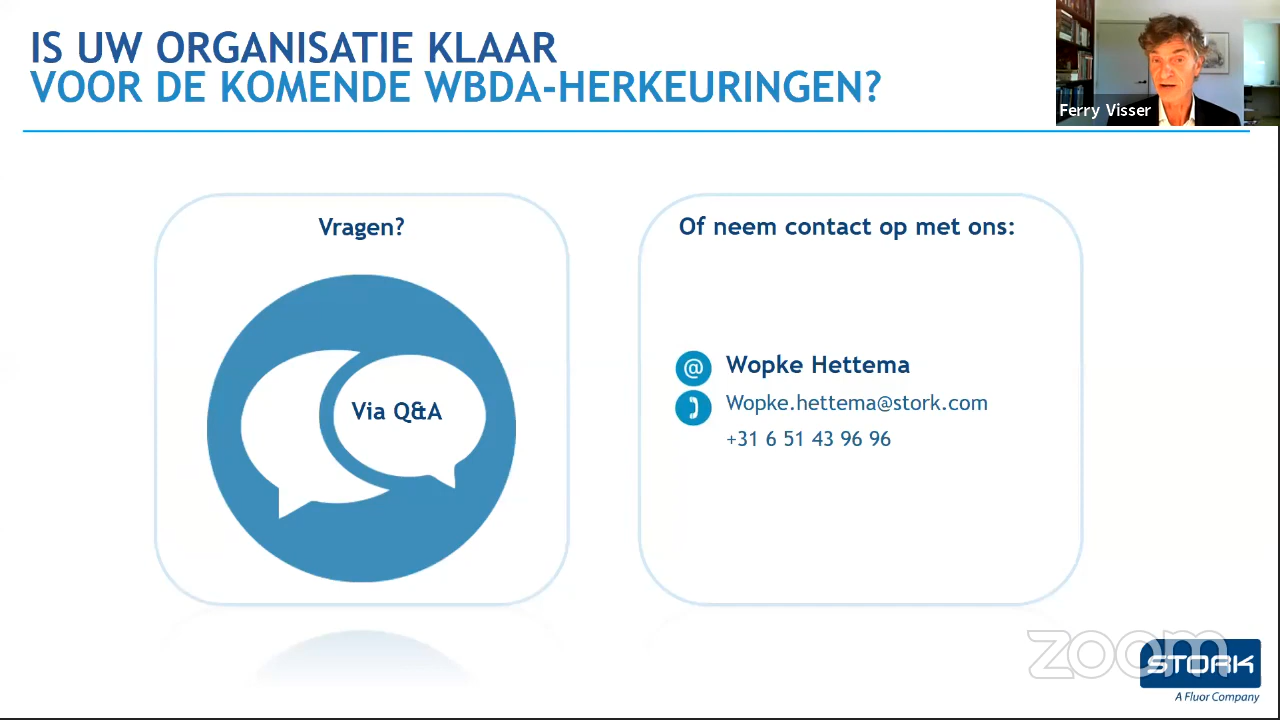 IS UW ORGANISATIE KLAAR
VOOR DE KOMENDE WBDA-HERKEURINGEN?
Ferry Visser
Vragen?
Via Q&A
Of neem contact op met ons:
@ Wopke Hettema
Wopke.hettema@stork.com
+31 6 51 43 96 96
zoom
STORK
A Fluor Company